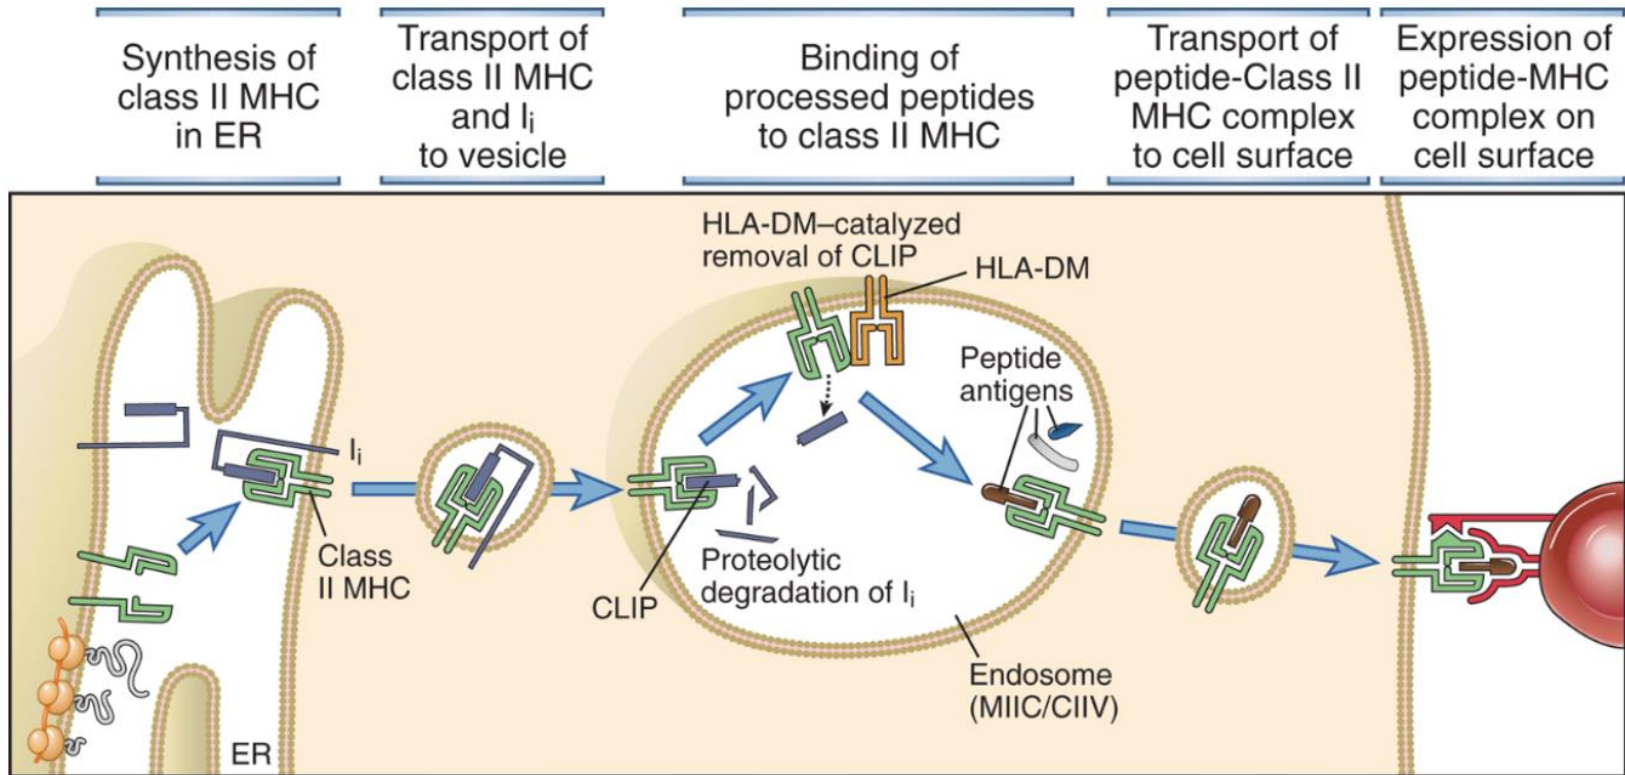 Synthesis of
class II MHC
in ER
Transport of
class II MHC
and Ii
to vesicle
Binding of
processed peptides
to class II MHC
Transport of
peptide-Class II
MHC complex
to cell surface
Expression of
peptide-MHC
complex on
cell surface
HLA-DM–catalyzed
removal of CLIP
HLA-DM
Peptide
antigens
Ii
Class
II MHC
CLIP
Proteolytic
degradation of Ii
Endosome
(MIIC/CIIV)
ER